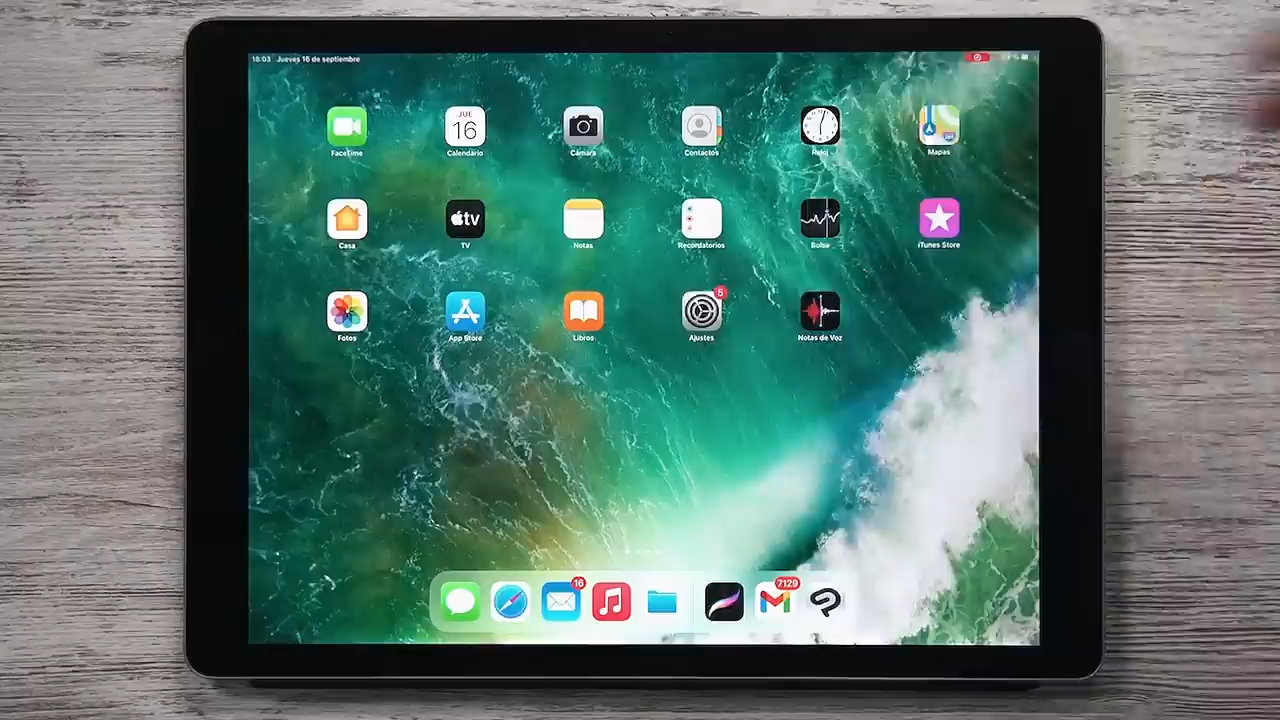 18:03 Jueves 16 de septiembre
FaceTime
JUE
16
Calendario
Cámara
Contactos
Reloj
Mapas
Casa
tv
TV
Notas
Recordatorios
Bolsa
iTunes Store
Fotos
App Store
Libros
5
Ajustes
Notas de Voz
16
7129